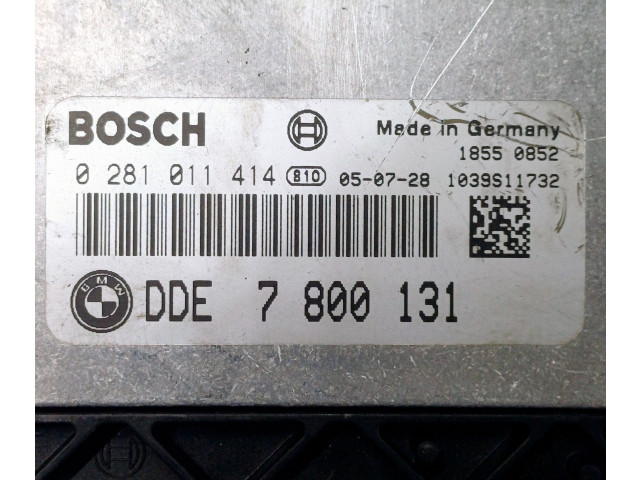 BOSCH
Made in Germany
1855 0852
0 281 011 414 810 05-07-28 1039S11732
BMW
DDE 7 800 131